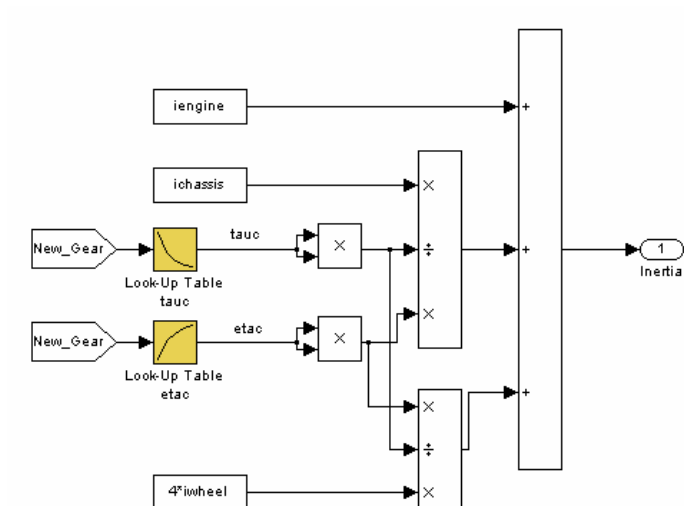 iengine
+
ichassis
×
New_Gear
tauc
×
÷
+
1
Inertia
Look-Up Table
tauc
×
New_Gear
etac
×
Look-Up Table
etac
+
×
÷
4*iwheel
×